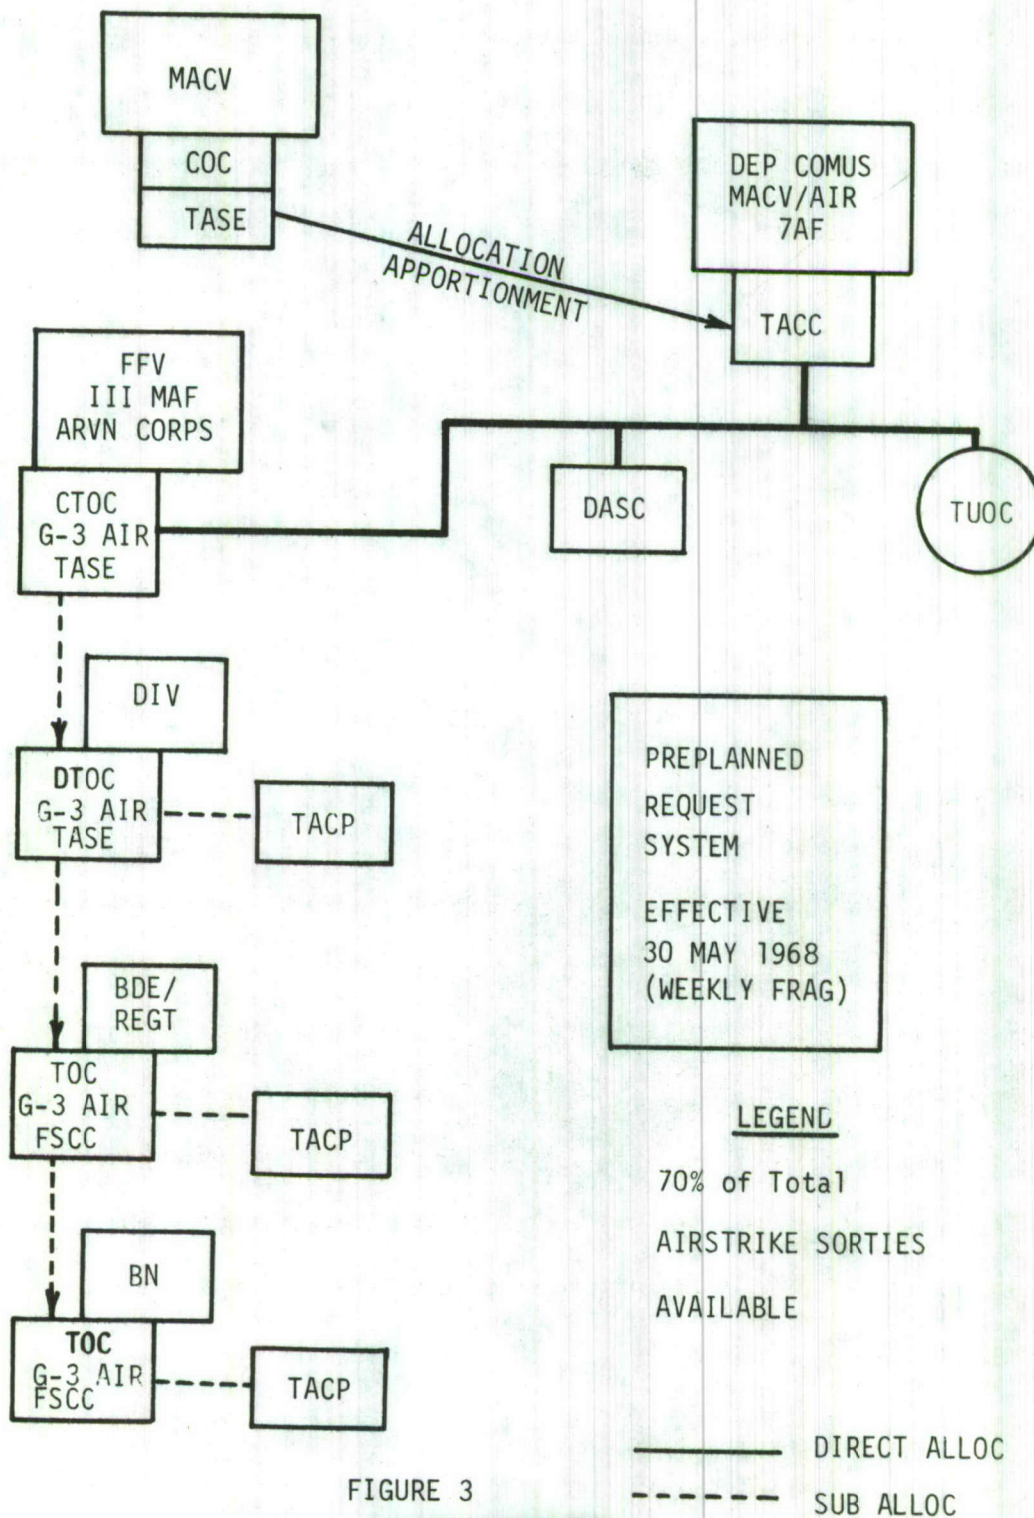 MACV
COC
TASE
ALLOCATION
APPORTIONMENT
DEP COMUS
MACV/AIR
7AF
TACC
FFV
III MAF
ARVN CORPS
CTOC
G-3 AIR
TASE
DASC
TUOC
DIV
DTOC
G-3 AIR
TASE
TACP
PREPLANNED
REQUEST
SYSTEM
EFFECTIVE
30 MAY 1968
(WEEKLY FRAG)
BDE/
REGT
TOC
G-3 AIR
FSCC
TACP
LEGEND
70% of Total
AIRSTRIKE SORTIES
AVAILABLE
BN
TOC
G-3 AIR
FSCC
TACP
DIRECT ALLOC
SUB ALLOC
FIGURE 3